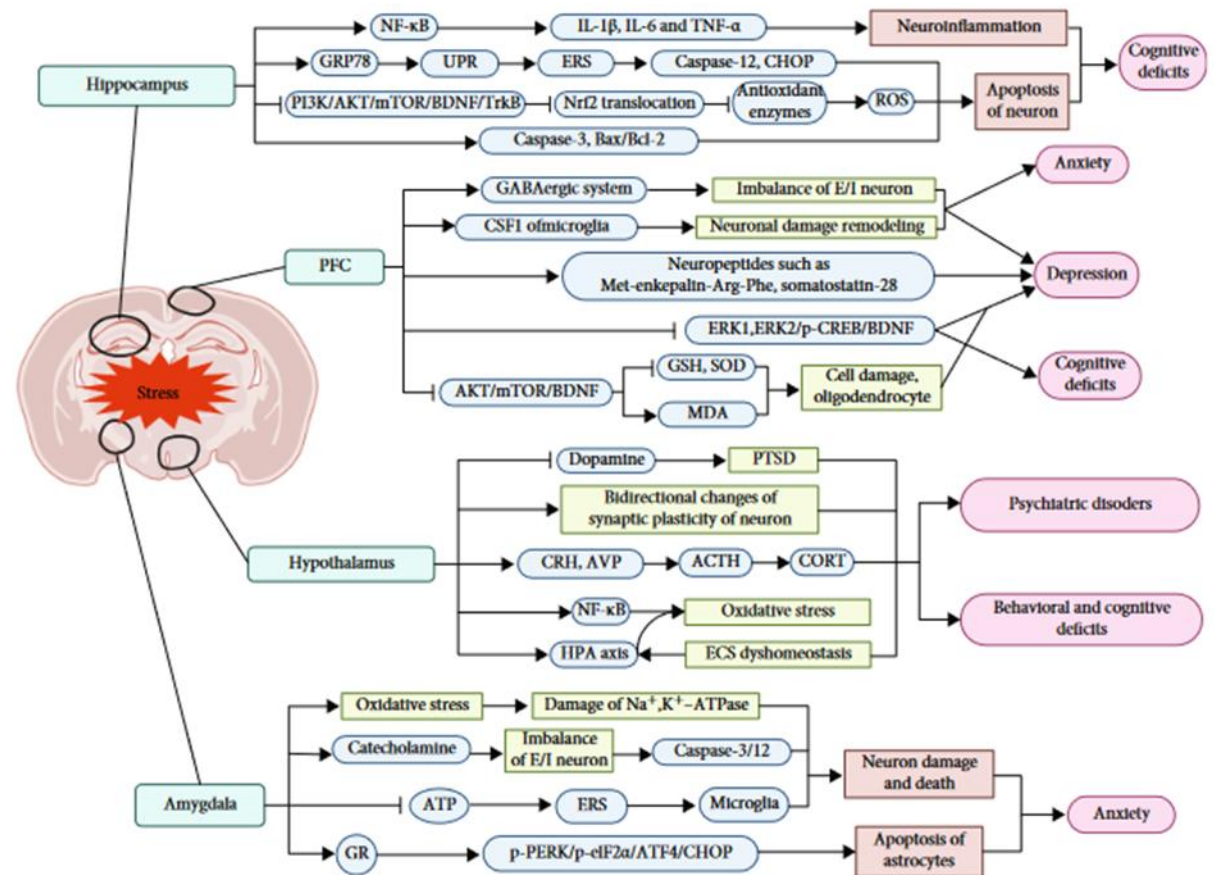 NF-κB
IL-1β, IL-6 and TNF-α
Neuroinflammation
Hippocampus
GRP78
UPR
ERS
Caspase-12, CHOP
Cognitive
deficits
PI3K/AKT/mTOR/BDNF/TrkB
Nrf2 translocation
Antioxidant
enzymes
ROS
Apoptosis
of neuron
Caspase-3, Bax/Bcl-2
GABAergic system
Imbalance of E/I neuron
Anxiety
CSF1 ofmicroglia
Neuronal damage remodeling
PFC
Neuropeptides such as
Met-enkepalin-Arg-Phe, somatostatin-28
Depression
ERK1,ERK2/p-CREB/BDNF
Stress
AKT/mTOR/BDNF
GSH, SOD
MDA
Cell damage,
oligodendrocyte
Cognitive
deficits
Dopamine
PTSD
Bidirectional changes of
synaptic plasticity of neuron
Psychiatric disoders
Hypothalamus
CRH, AVP
ACTH
CORT
NF-κB
Oxidative stress
Behavioral and cognitive
deficits
HPA axis
ECS dyshomeostasis
Oxidative stress
Damage of Na+,K+–ATPase
Catecholamine
Imbalance
of E/I neuron
Caspase-3/12
Neuron damage
and death
Amygdala
ATP
ERS
Microglia
Anxiety
GR
p-PERK/p-elF2α/ATF4/CHOP
Apoptosis of
astrocytes